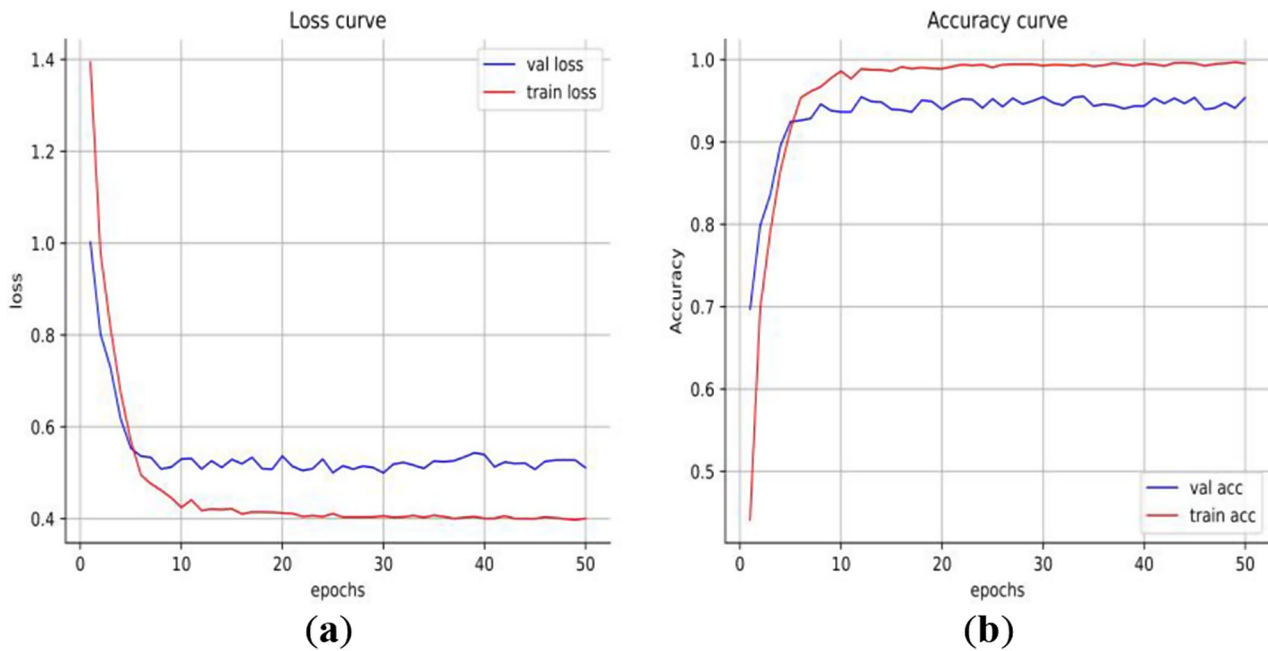 Loss curve
val loss
train loss
1.4
1.2
1.0
0.8
0.6
0.4
loss
0 10 20 30 40 50
epochs
(a)
Accuracy curve
1.0
0.9
0.8
0.7
0.6
0.5
Accuracy
val acc
train acc
0 10 20 30 40 50
epochs
(b)